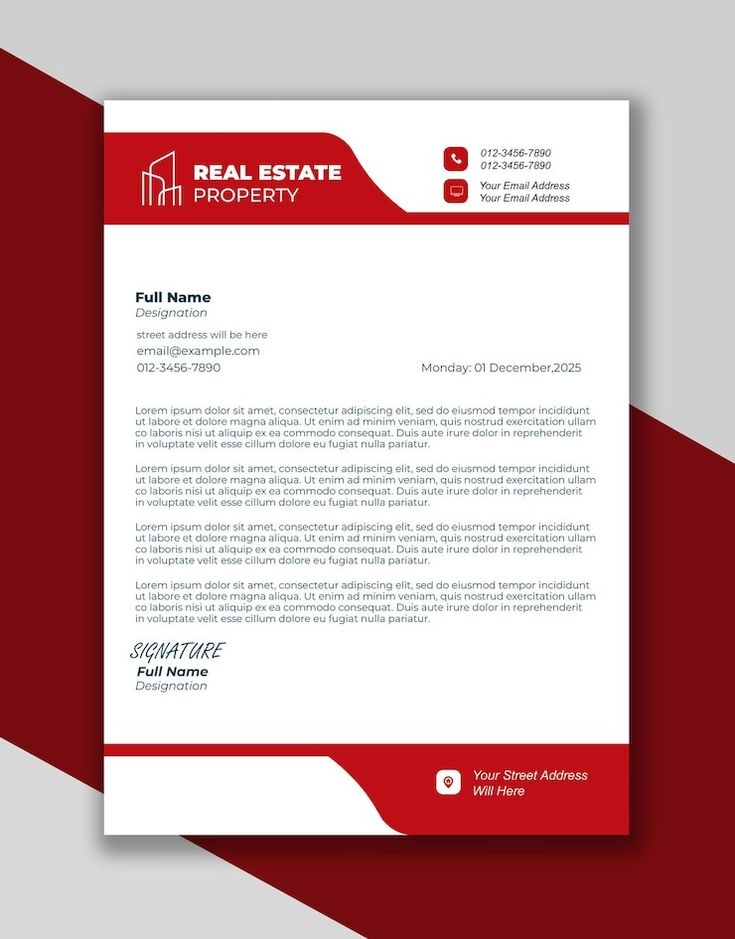 REAL ESTATE
PROPERTY
012-3456-7890
012-3456-7890
Your Email Address
Your Email Address
Full Name
Designation
street address will be here
email@example.com
012-3456-7890
Monday: 01 December,2025
Lorem ipsum dolor sit amet, consectetur adipiscing elit, sed do eiusmod tempor incididunt
ut labore et dolore magna aliqua. Ut enim ad minim veniam, quis nostrud exercitation ullam
co laboris nisi ut aliquip ex ea commodo consequat. Duis aute irure dolor in reprehenderit
in voluptate velit esse cillum dolore eu fugiat nulla pariatur.
Lorem ipsum dolor sit amet, consectetur adipiscing elit, sed do eiusmod tempor incididunt
ut labore et dolore magna aliqua. Ut enim ad minim veniam, quis nostrud exercitation ullam
co laboris nisi ut aliquip ex ea commodo consequat. Duis aute irure dolor in reprehenderit
in voluptate velit esse cillum dolore eu fugiat nulla pariatur.
Lorem ipsum dolor sit amet, consectetur adipiscing elit, sed do eiusmod tempor incididunt
ut labore et dolore magna aliqua. Ut enim ad minim veniam, quis nostrud exercitation ullam
co laboris nisi ut aliquip ex ea commodo consequat. Duis aute irure dolor in reprehenderit
in voluptate velit esse cillum dolore eu fugiat nulla pariatur.
Lorem ipsum dolor sit amet, consectetur adipiscing elit, sed do eiusmod tempor incididunt
ut labore et dolore magna aliqua. Ut enim ad minim veniam, quis nostrud exercitation ullam
co laboris nisi ut aliquip ex ea commodo consequat. Duis aute irure dolor in reprehenderit
in voluptate velit esse cillum dolore eu fugiat nulla pariatur.
SIGNATURE
Full Name
Designation
Your Street Address
Will Here